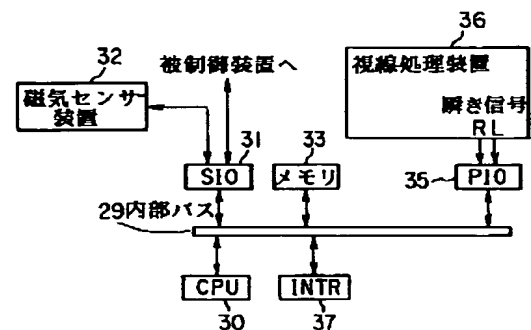 36
32
被制御装置へ
視線処理装置
磁気センサ
装置
瞬き信号
R L
31
33
SIO
メモリ
35
PIO
29内部バス
CPU
INTR
30
37